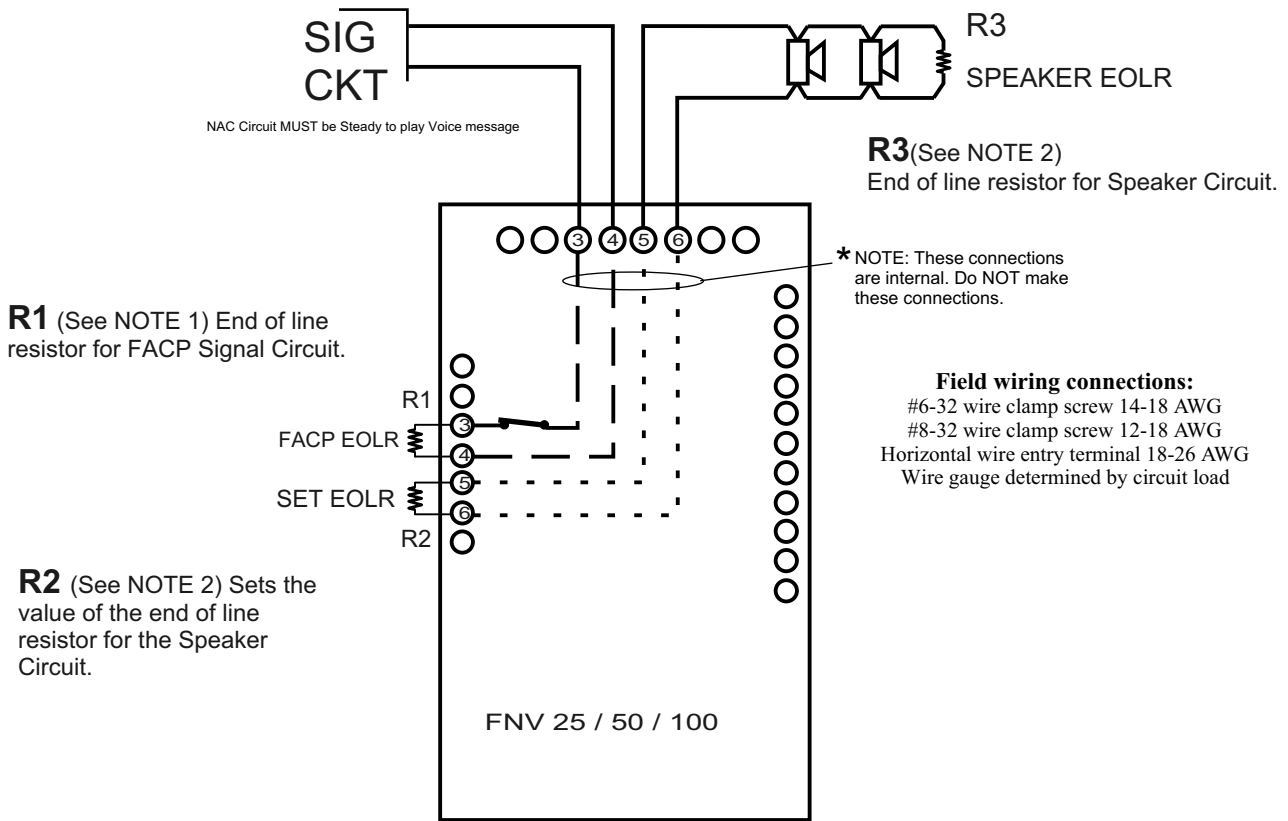 SIG
CKT
NAC Circuit MUST be Steady to play Voice message
R3
SPEAKER EOLR
R3(See NOTE 2)
End of line resistor for Speaker Circuit.
3 4 5 6
* NOTE: These connections
are internal. Do NOT make
these connections.
R1 (See NOTE 1) End of line
resistor for FACP Signal Circuit.
R1
3
FACP EOLR
4
5
SET EOLR
6
R2
Field wiring connections:
#6-32 wire clamp screw 14-18 AWG
#8-32 wire clamp screw 12-18 AWG
Horizontal wire entry terminal 18-26 AWG
Wire gauge determined by circuit load
R2 (See NOTE 2) Sets the
value of the end of line
resistor for the Speaker
Circuit.
FNV 25 / 50 / 100